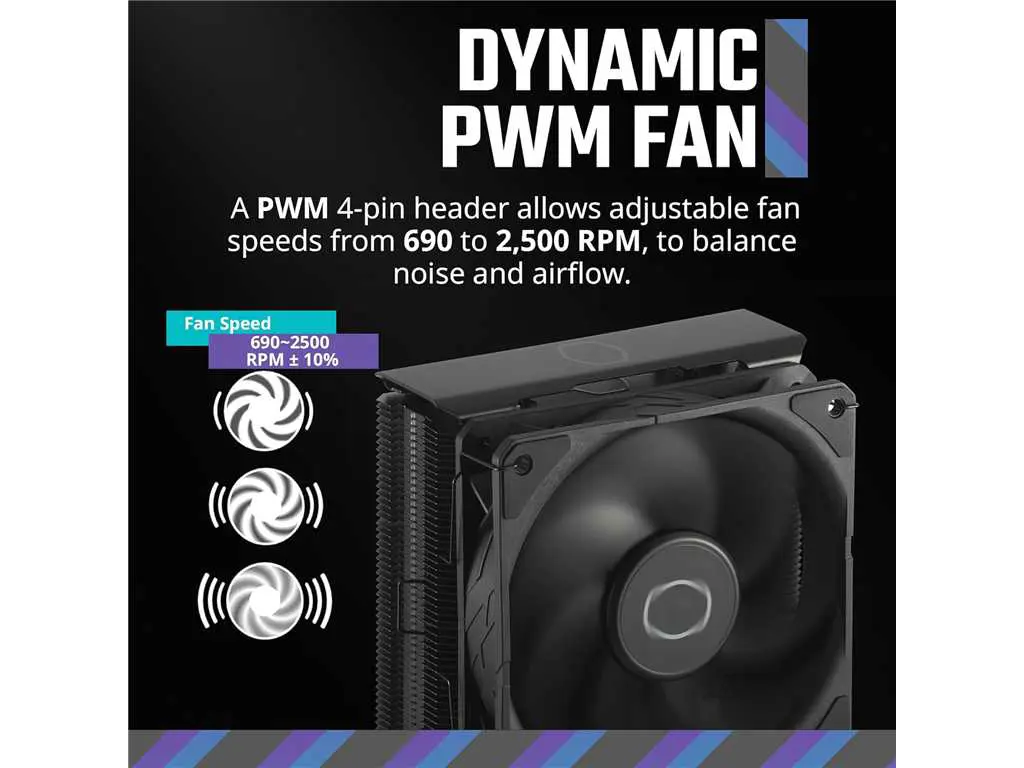 DYNAMIC
PWM FAN
A PWM 4-pin header allows adjustable fan
speeds from 690 to 2,500 RPM, to balance
noise and airflow.
Fan Speed
690~2500
RPM ± 10%